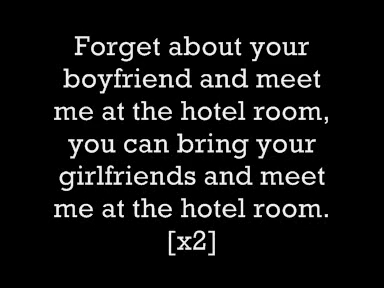 Forget about your
boyfriend and meet
me at the hotel room,
you can bring your
girlfriends and meet
me at the hotel room.
[x2]